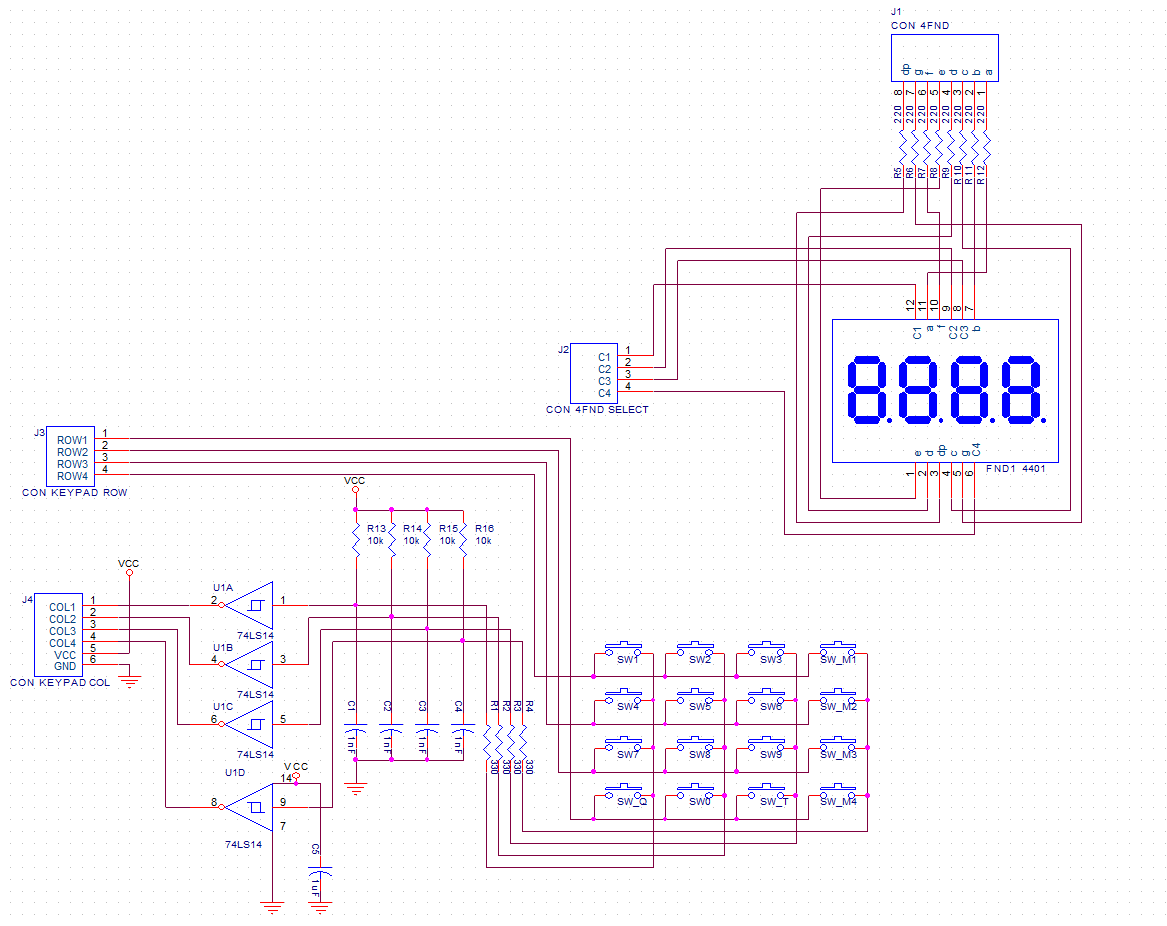 J1
CON 4FND
dp g f e d c b a
8 7 6 5 4 3 2 1
220 220 220 220 220 220 220 220
R5 R6 R7 R8 R9 R10 R11 R12
12 11 10 9 8 7
C1 a f C2 C3 b
e d dp c g C4
1 2 3 4 5 6
FND1 4401
J2
C1 1
C2 2
C3 3
C4 4
CON 4FND SELECT
J3
ROW1 1
ROW2 2
ROW3 3
ROW4 4
CON KEYPAD ROW
VCC
R13 R14 R15 R16
10k 10k 10k 10k
VCC
J4
COL1 1
COL2 2
COL3 3
COL4 4
VCC 5
GND 6
CON KEYPAD COL
U1A
2 1
74LS14
U1B
4 3
74LS14
U1C
6 5
74LS14
U1D
VCC
14
8 9
7
74LS14
C5
1uF
C1 C2 C3 C4
1nF 1nF 1nF 1nF
R1 R2 R3 R4
330 330 330 330
SW1 SW2 SW3 SW_M1
SW4 SW5 SW6 SW_M2
SW7 SW8 SW9 SW_M3
SW_Q SW0 SW_T SW_M4